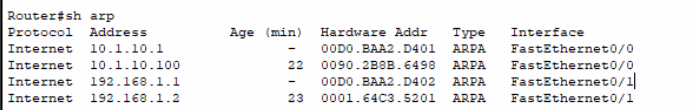 Router#sh arp
Protocol  Address          Age (min)  Hardware Addr   Type   Interface
Internet  10.1.10.1               -   00D0.BAA2.D401  ARPA   FastEthernet0/0
Internet  10.1.10.100             22  0090.2B8B.6498  ARPA   FastEthernet0/0
Internet  192.168.1.1             -   00D0.BAA2.D402  ARPA   FastEthernet0/1
Internet  192.168.1.2             23  0001.64C3.5201  ARPA   FastEthernet0/1